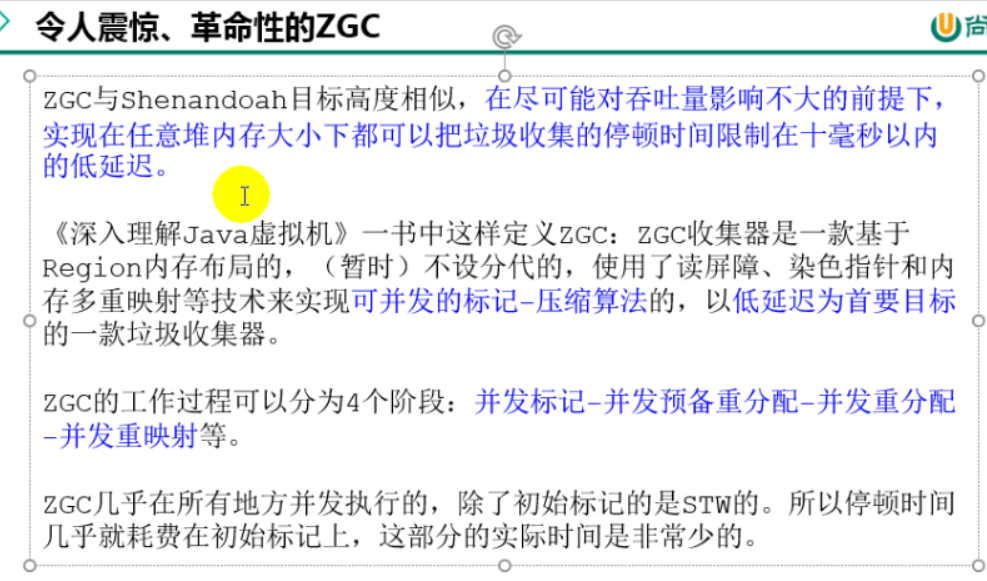 令人震惊、革命性的ZGC
尚
ZGC与Shenandoah目标高度相似，在尽可能对吞吐量影响不大的前提下，
实现在任意堆内存大小下都可以把垃圾收集的停顿时间限制在十毫秒以内
的低延迟。
《深入理解Java虚拟机》一书中这样定义ZGC：ZGC收集器是一款基于
Region内存布局的，（暂时）不设分代的，使用了读屏障、染色指针和内
存多重映射等技术来实现可并发的标记-压缩算法的，以低延迟为首要目标
的一款垃圾收集器。
ZGC的工作过程可以分为4个阶段：并发标记-并发预备重分配-并发重分配
-并发重映射等。
ZGC几乎在所有地方并发执行的，除了初始标记的是STW的。所以停顿时间
几乎就耗费在初始标记上，这部分的实际时间是非常少的。